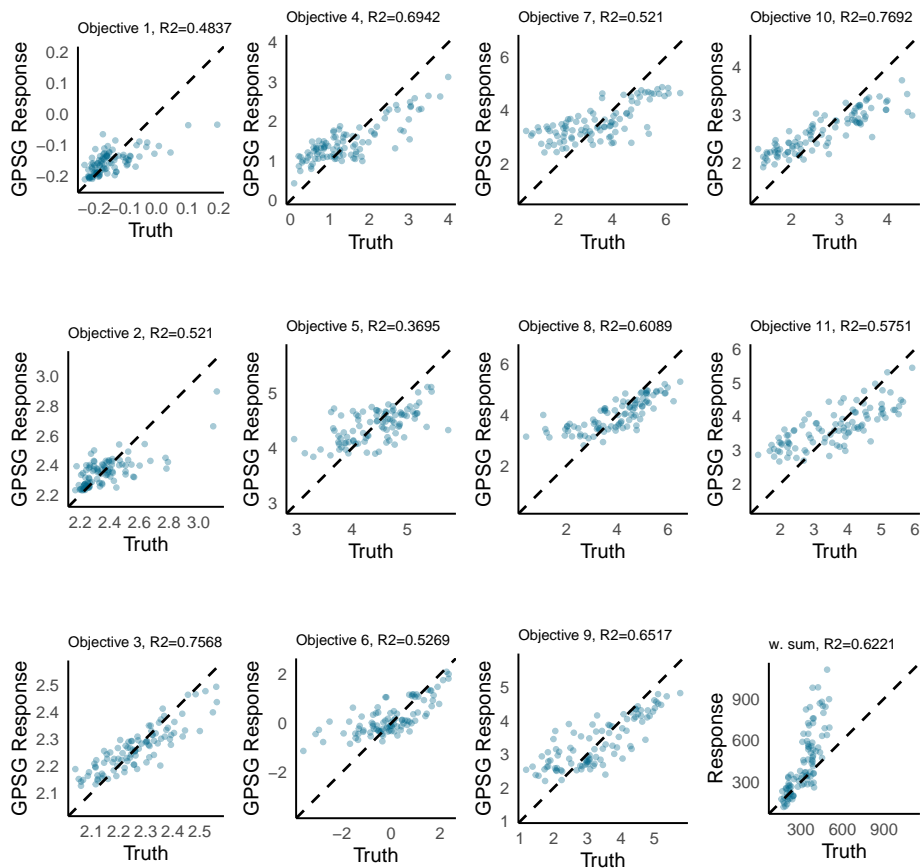 Objective 1, R2=0.4837
GPSG Response
0.2
0.1
0.0
−0.1
−0.2
−0.2 −0.1 0.0 0.1 0.2
Truth
Objective 4, R2=0.6942
GPSG Response
4
3
2
1
0
0 1 2 3 4
Truth
Objective 7, R2=0.521
GPSG Response
6
4
2
2 4 6
Truth
Objective 10, R2=0.7692
GPSG Response
4
3
2
2 3 4
Truth
Objective 2, R2=0.521
GPSG Response
3.0
2.8
2.6
2.4
2.2
2.2 2.4 2.6 2.8 3.0
Truth
Objective 5, R2=0.3695
GPSG Response
5
4
3
3 4 5
Truth
Objective 8, R2=0.6089
GPSG Response
6
4
2
2 4 6
Truth
Objective 11, R2=0.5751
GPSG Response
6
5
4
3
2
2 3 4 5 6
Truth
Objective 3, R2=0.7568
GPSG Response
2.5
2.4
2.3
2.2
2.1
2.1 2.2 2.3 2.4 2.5
Truth
Objective 6, R2=0.5269
GPSG Response
2
0
−2
−2 0 2
Truth
Objective 9, R2=0.6517
GPSG Response
5
4
3
2
1
1 2 3 4 5
Truth
w. sum, R2=0.6221
Response
900
600
300
300 600 900
Truth